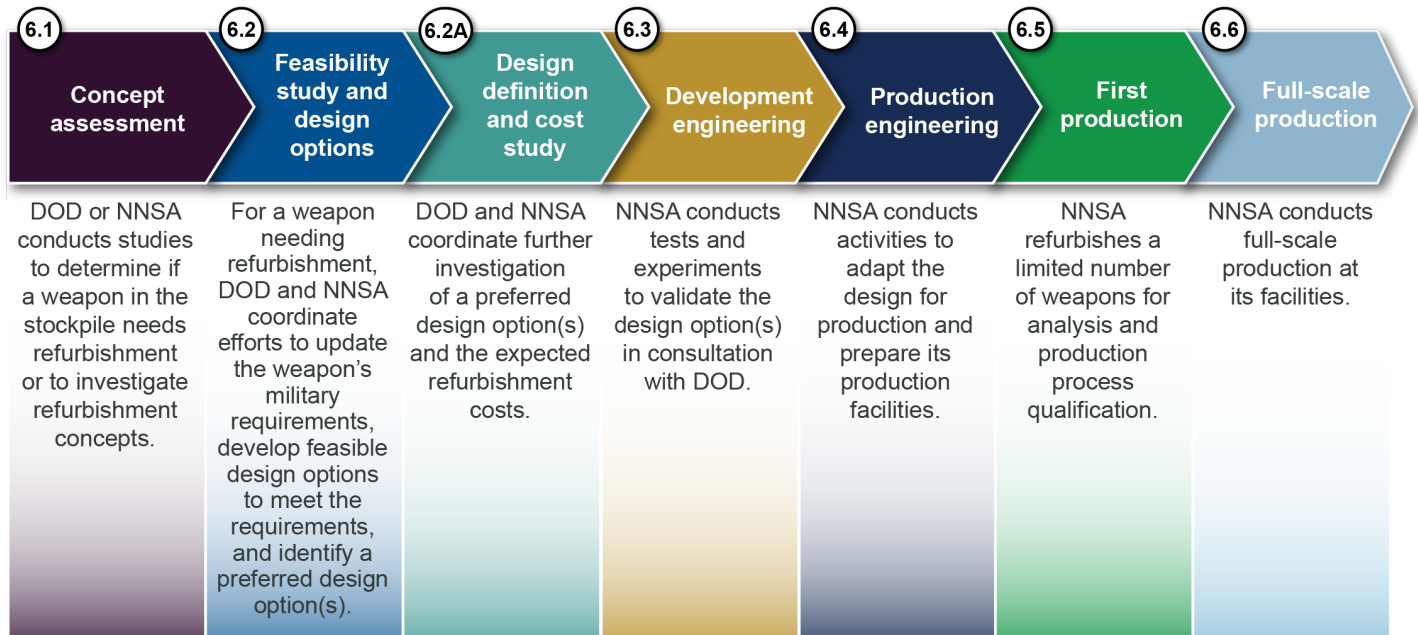 6.1
Concept
assessment
DOD or NNSA
conducts studies
to determine if
a weapon in the
stockpile needs
refurbishment
or to investigate
refurbishment
concepts.
6.2
Feasibility
study and
design
options
For a weapon
needing
refurbishment,
DOD and NNSA
coordinate
efforts to update
the weapon’s
military
requirements,
develop feasible
design options
to meet the
requirements,
and identify a
preferred design
option(s).
6.2A
Design
definition
and cost
study
DOD and NNSA
coordinate further
investigation
of a preferred
design option(s)
and the expected
refurbishment
costs.
6.3
Development
engineering
NNSA conducts
tests and
experiments
to validate the
design option(s)
in consultation
with DOD.
6.4
Production
engineering
NNSA conducts
activities to
adapt the
design for
production and
prepare its
production
facilities.
6.5
First
production
NNSA
refurbishes a
limited number
of weapons for
analysis and
production
process
qualification.
6.6
Full-scale
production
NNSA conducts
full-scale
production at
its facilities.